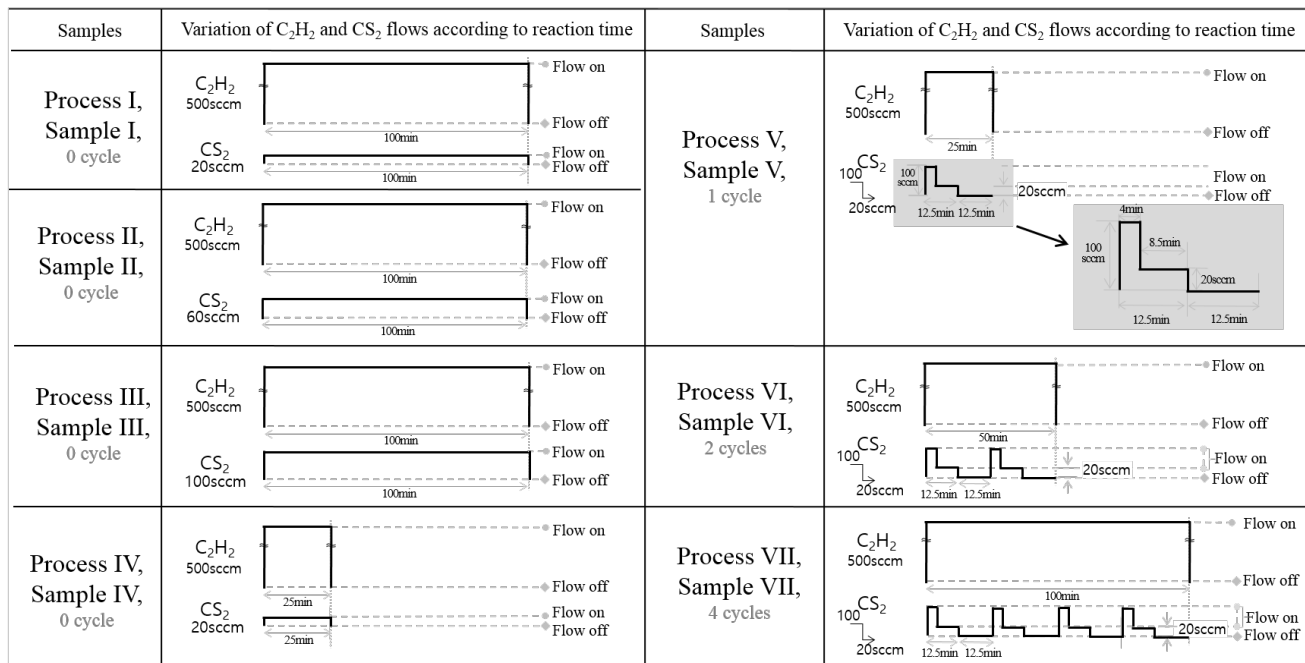 Samples
Variation of C₂H₂ and CS₂ flows according to reaction time
Samples
Variation of C₂H₂ and CS₂ flows according to reaction time
Process I,
Sample I,
0 cycle
C₂H₂
500sccm
Flow on
Flow off
100min
CS₂
20sccm
Flow on
Flow off
100min
Process II,
Sample II,
0 cycle
C₂H₂
500sccm
Flow on
Flow off
100min
CS₂
60sccm
Flow on
Flow off
100min
Process III,
Sample III,
0 cycle
C₂H₂
500sccm
Flow on
Flow off
100min
CS₂
100sccm
Flow on
Flow off
100min
Process IV,
Sample IV,
0 cycle
C₂H₂
500sccm
Flow on
Flow off
25min
CS₂
20sccm
Flow on
Flow off
25min
Process V,
Sample V,
1 cycle
C₂H₂
500sccm
Flow on
Flow off
25min
CS₂
100
20sccm
100
sccm
Flow on
20sccm
Flow off
12.5min 12.5min
4min
8.5min
100
sccm
20sccm
12.5min 12.5min
Process VI,
Sample VI,
2 cycles
C₂H₂
500sccm
Flow on
Flow off
50min
CS₂
100
20sccm
Flow on
20sccm
Flow off
12.5min 12.5min
Process VII,
Sample VII,
4 cycles
C₂H₂
500sccm
Flow on
Flow off
100min
CS₂
100
20sccm
Flow on
20sccm
Flow off
12.5min 12.5min